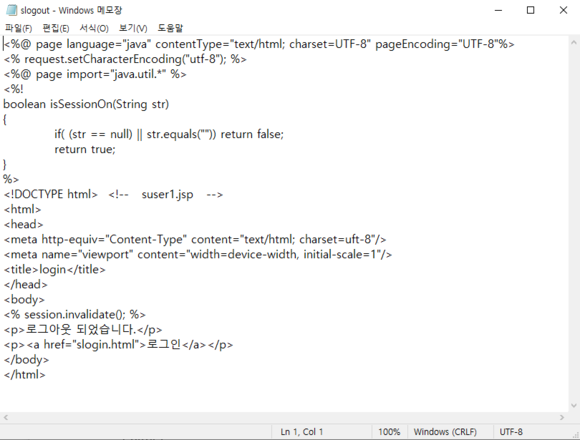 slogout - Windows 메모장
파일(F) 편집(E) 서식(O) 보기(V) 도움말
<%@ page language="java" contentType="text/html; charset=UTF-8" pageEncoding="UTF-8"%>
<% request.setCharacterEncoding("utf-8"); %>
<%@ page import="java.util.*" %>
<%!
boolean isSessionOn(String str)
{
if( (str == null) || str.equals("")) return false;
return true;
}
%>
<!DOCTYPE html> <!-- suser1.jsp -->
<html>
<head>
<meta http-equiv="Content-Type" content="text/html; charset=uft-8"/>
<meta name="viewport" content="width=device-width, initial-scale=1"/>
<title>login</title>
</head>
<body>
<% session.invalidate(); %>
<p>로그아웃 되었습니다.</p>
<p><a href="slogin.html">로그인</a></p>
</body>
</html>
Ln 1, Col 1 100% Windows (CRLF) UTF-8